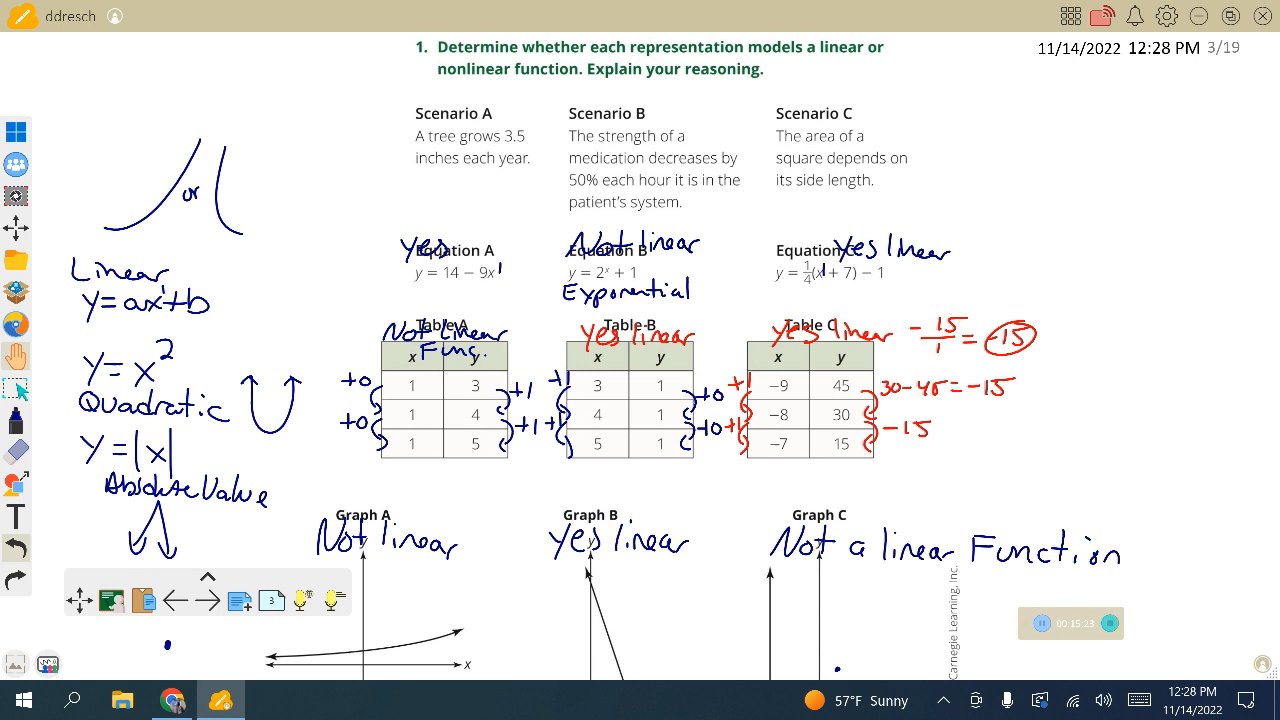 ddresch
11/14/2022 12:28 PM 3/19
1. Determine whether each representation models a linear or
nonlinear function. Explain your reasoning.
Scenario A
A tree grows 3.5
inches each year.
Scenario B
The strength of a
medication decreases by
50% each hour it is in the
patient's system.
Scenario C
The area of a
square depends on
its side length.
or
Linear
y = ax¹ + b
y = x²
Quadratic
y = |x|
Absolute Value
Yes
Equation A
y = 14 − 9x¹
Not linear
Equation B
y = 2ˣ + 1
Exponential
Yes linear
Equation C
y = 1/4(x¹ + 7) − 1
Table A
Not linear
Func.
x y
+0 1 3 +1
+0 1 4 +1
1 5
Table B
Yes linear
x y
+1 3 1 +0
+1 4 1 +0
5 1
Table C
Yes linear
-15/1 = -15
x y
+1 −9 45 30-45 = -15
+1 −8 30 -15
−7 15
Graph A
Not linear
y
x
Graph B
Yes linear
y
Graph C
Not a linear Function
y
Carnegie Learning, Inc.
T
3
00:15:23
57°F Sunny
12:28 PM
11/14/2022